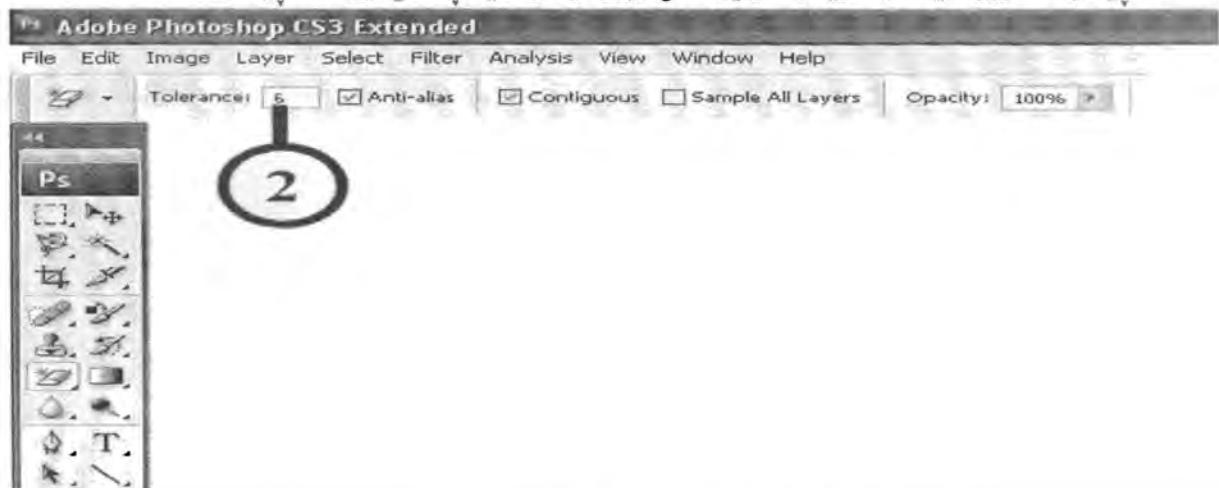 Adobe Photoshop CS3 Extended
File Edit Image Layer Select Filter Analysis View Window Help
Tolerance: 6 Anti-alias Contiguous Sample All Layers Opacity: 100%
Ps
2
T